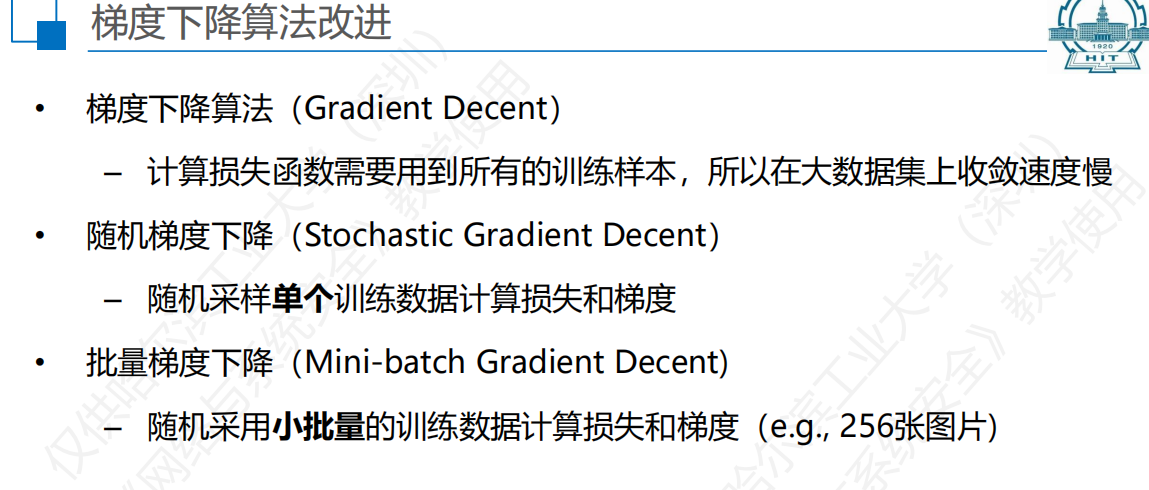 梯度下降算法改进
1920
HIT
• 梯度下降算法（Gradient Decent）
– 计算损失函数需要用到所有的训练样本，所以在大数据集上收敛速度慢
• 随机梯度下降（Stochastic Gradient Decent）
– 随机采样单个训练数据计算损失和梯度
• 批量梯度下降（Mini-batch Gradient Decent)
– 随机采用小批量的训练数据计算损失和梯度（e.g., 256张图片)
仅供哈尔滨工业大学（深圳）
《网络与系统安全》教学使用
哈尔滨工业大学（深圳）
系统安全》教学使用